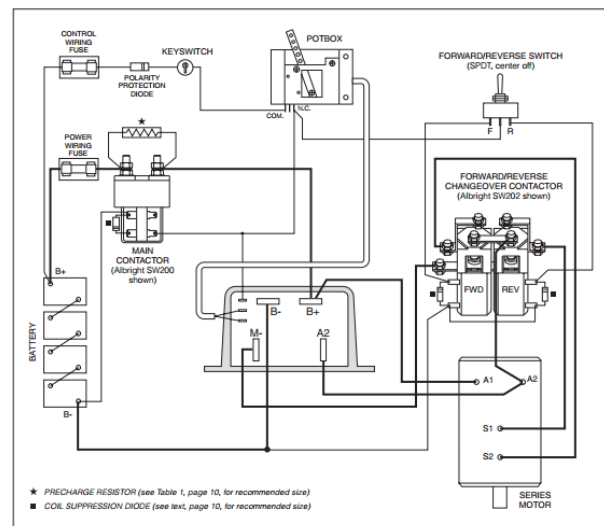 CONTROL
WIRING
FUSE
KEYSWITCH
POLARITY
PROTECTION
DIODE
POTBOX
COM.
N.C.
FORWARD/REVERSE SWITCH
(SPDT, center off)
F
R
★
POWER
WIRING
FUSE
FORWARD/REVERSE
CHANGEOVER CONTACTOR
(Albright SW202 shown)
MAIN
CONTACTOR
(Albright SW200
shown)
FWD
REV
B+
BATTERY
B-
B-
B+
M-
A2
A1
A2
S1
S2
SERIES
MOTOR
★ PRECHARGE RESISTOR (see Table 1, page 10, for recommended size)
■ COIL SUPPRESSION DIODE (see text, page 10, for recommended size)